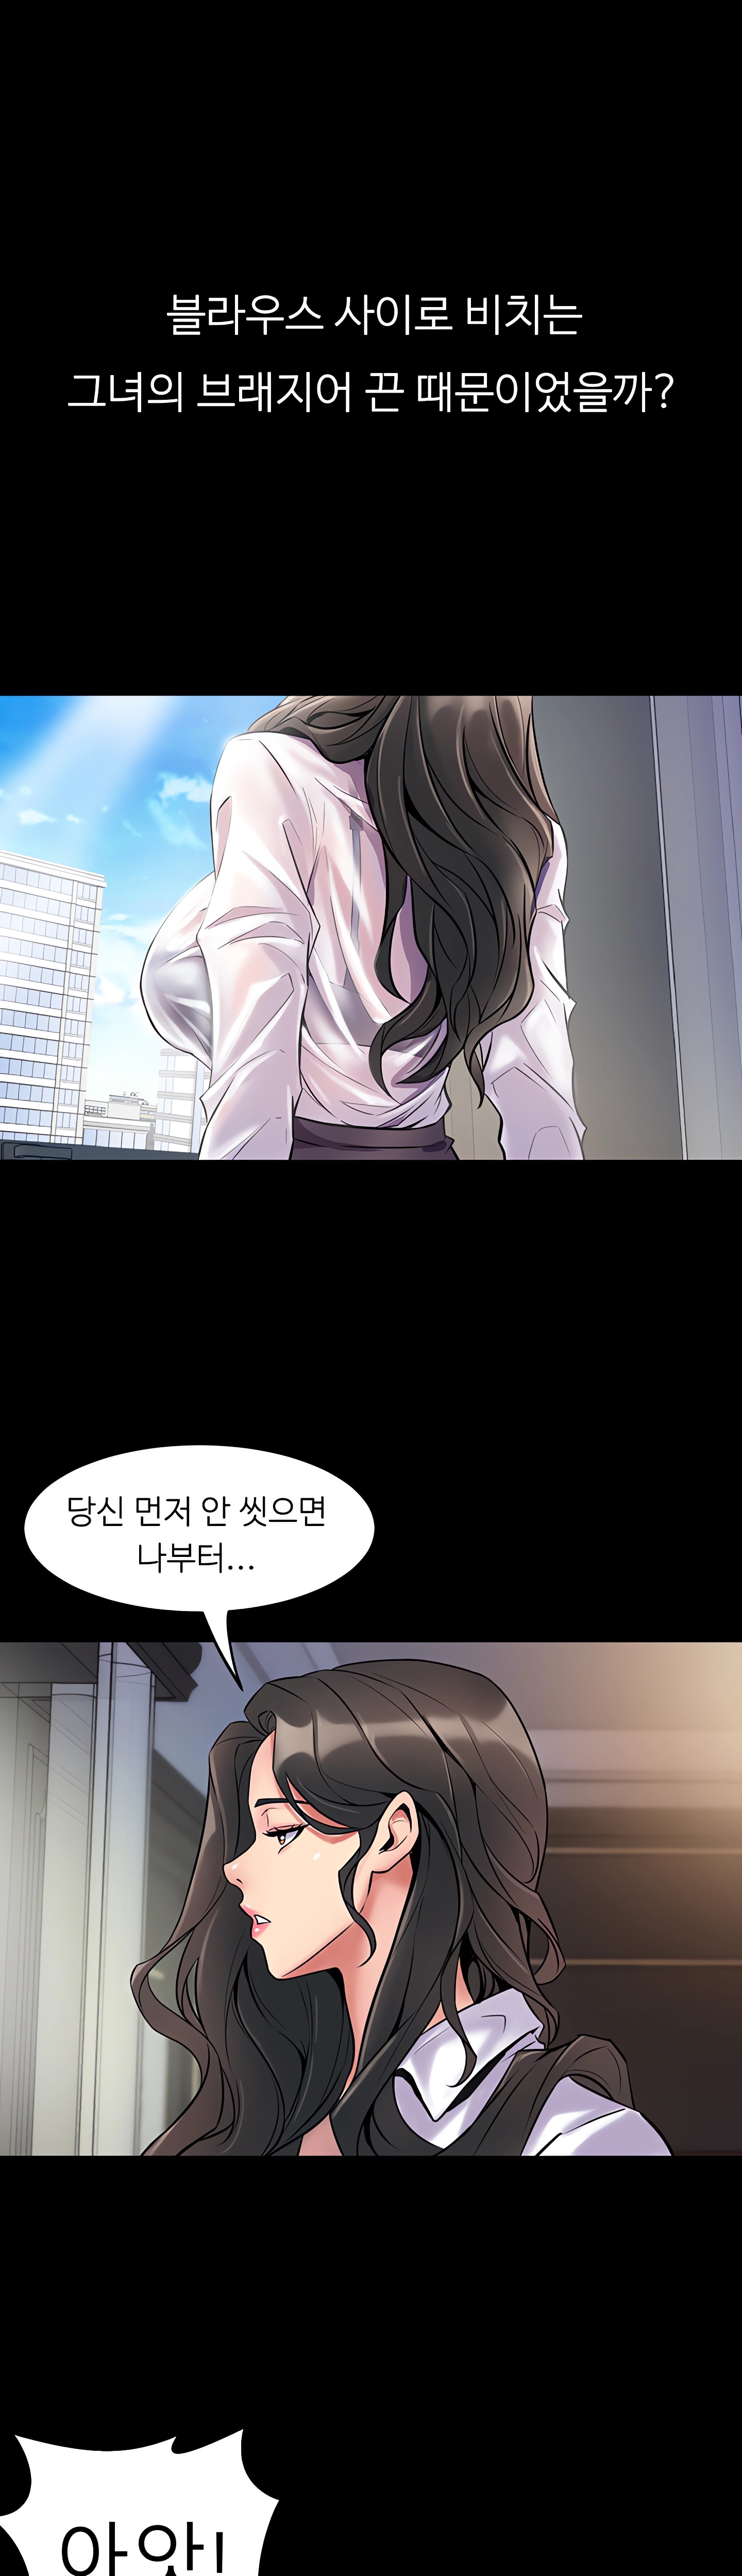 블라우스 사이로 비치는
그녀의 브래지어 끈 때문이었을까?
당신 먼저 안 씻으면
나부터...
아앗!